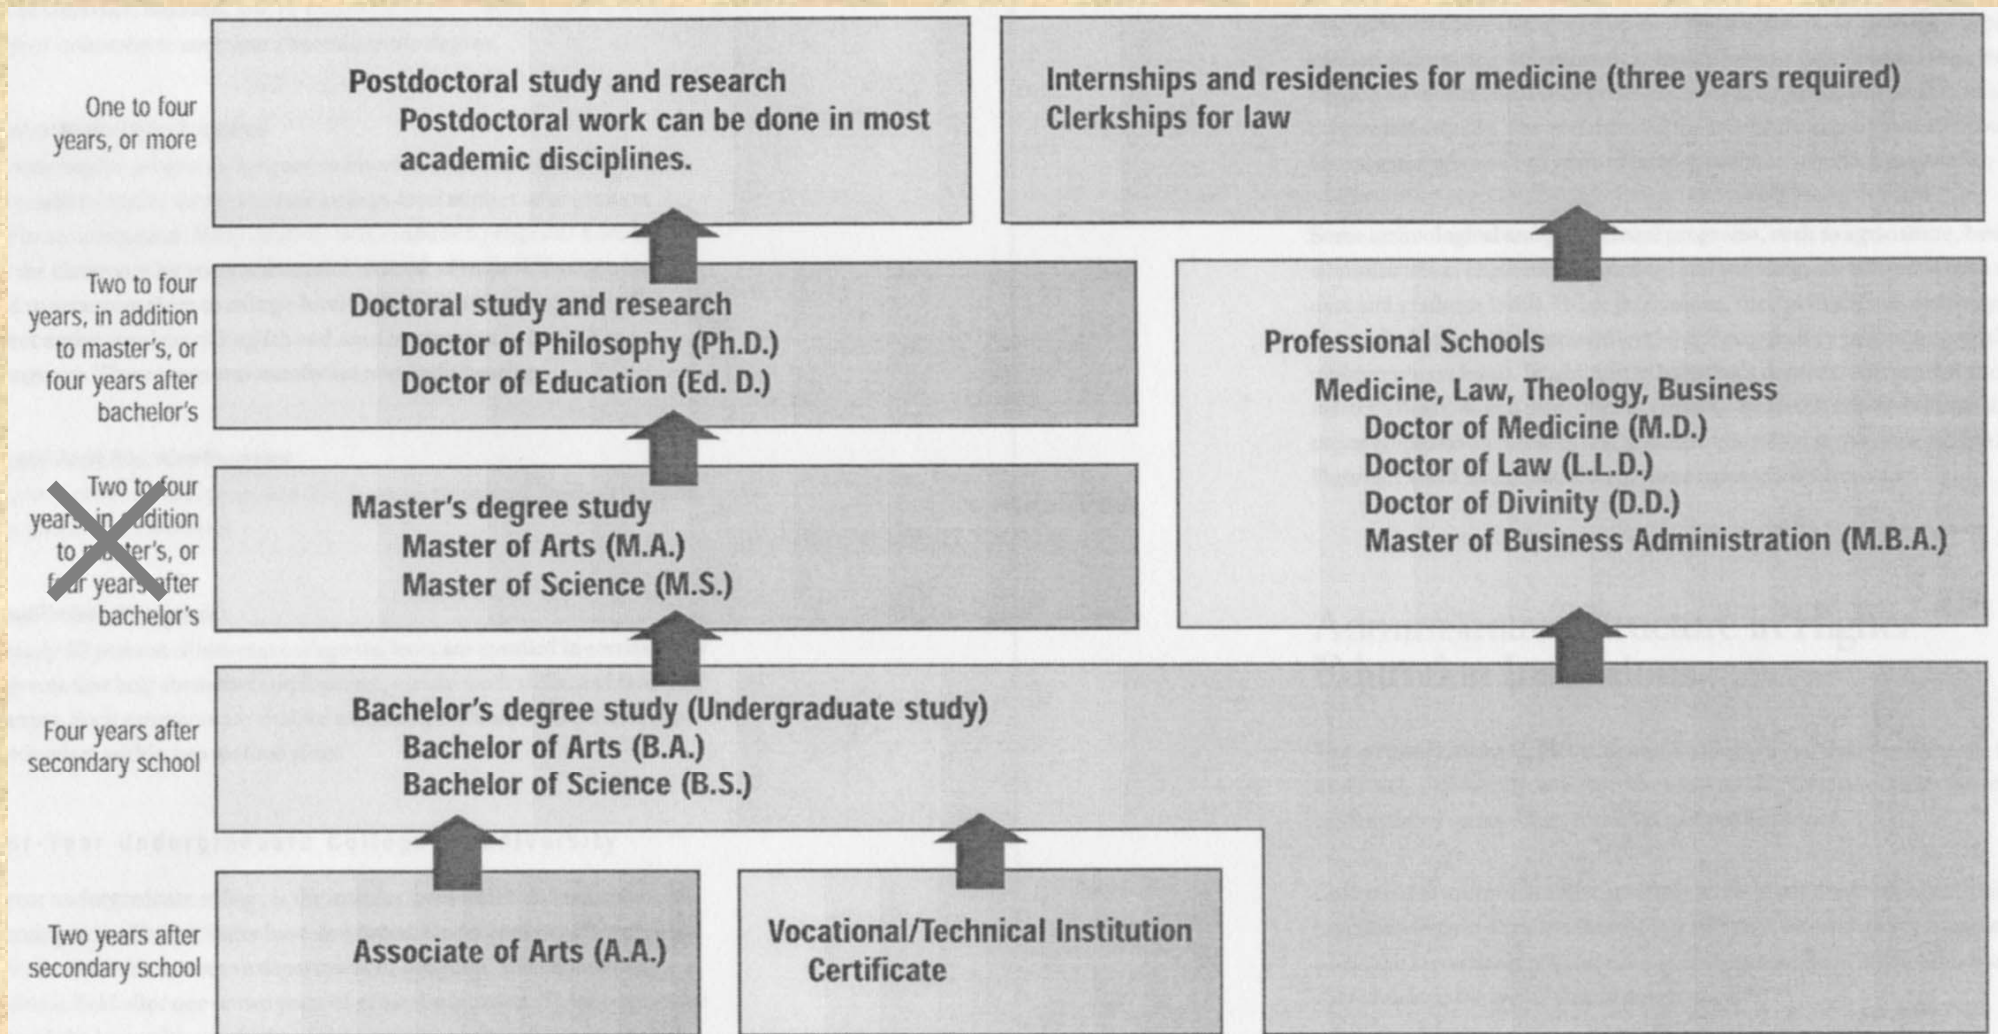 One to four
years, or more
Postdoctoral study and research
Postdoctoral work can be done in most
academic disciplines.
Internships and residencies for medicine (three years required)
Clerkships for law
Two to four
years, in addition
to master's, or
four years after
bachelor's
Doctoral study and research
Doctor of Philosophy (Ph.D.)
Doctor of Education (Ed. D.)
Professional Schools
Medicine, Law, Theology, Business
Doctor of Medicine (M.D.)
Doctor of Law (L.L.D.)
Doctor of Divinity (D.D.)
Master of Business Administration (M.B.A.)
Two to four
years, in addition
to master's, or
four years after
bachelor's
Master's degree study
Master of Arts (M.A.)
Master of Science (M.S.)
Four years after
secondary school
Bachelor's degree study (Undergraduate study)
Bachelor of Arts (B.A.)
Bachelor of Science (B.S.)
Two years after
secondary school
Associate of Arts (A.A.)
Vocational/Technical Institution
Certificate